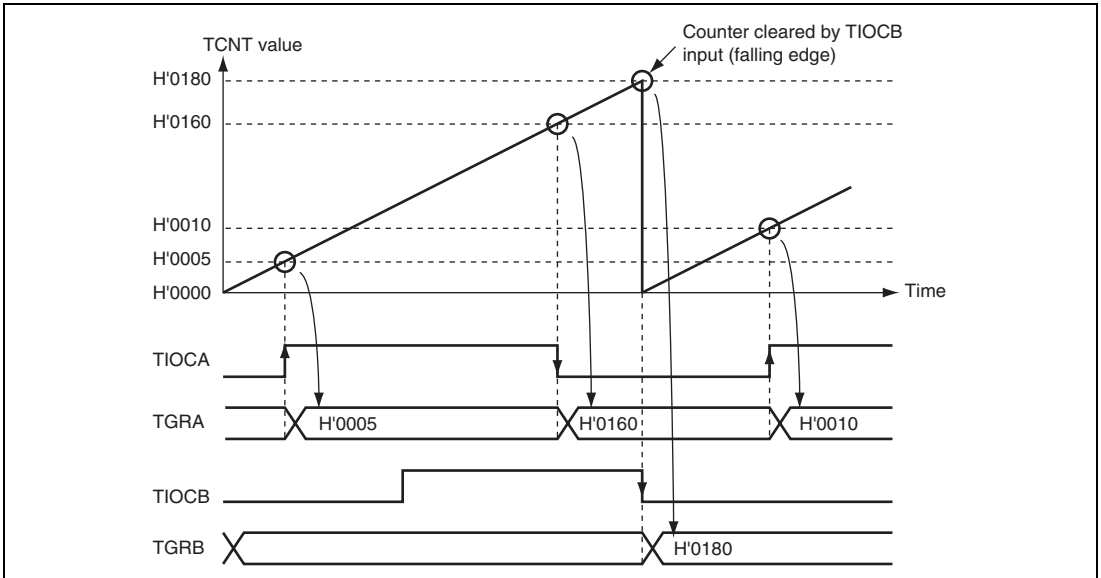 TCNT value
Counter cleared by TIOCB
input (falling edge)
H'0180
H'0160
H'0010
H'0005
H'0000
Time
TIOCA
TGRA
H'0005
H'0160
H'0010
TIOCB
TGRB
H'0180